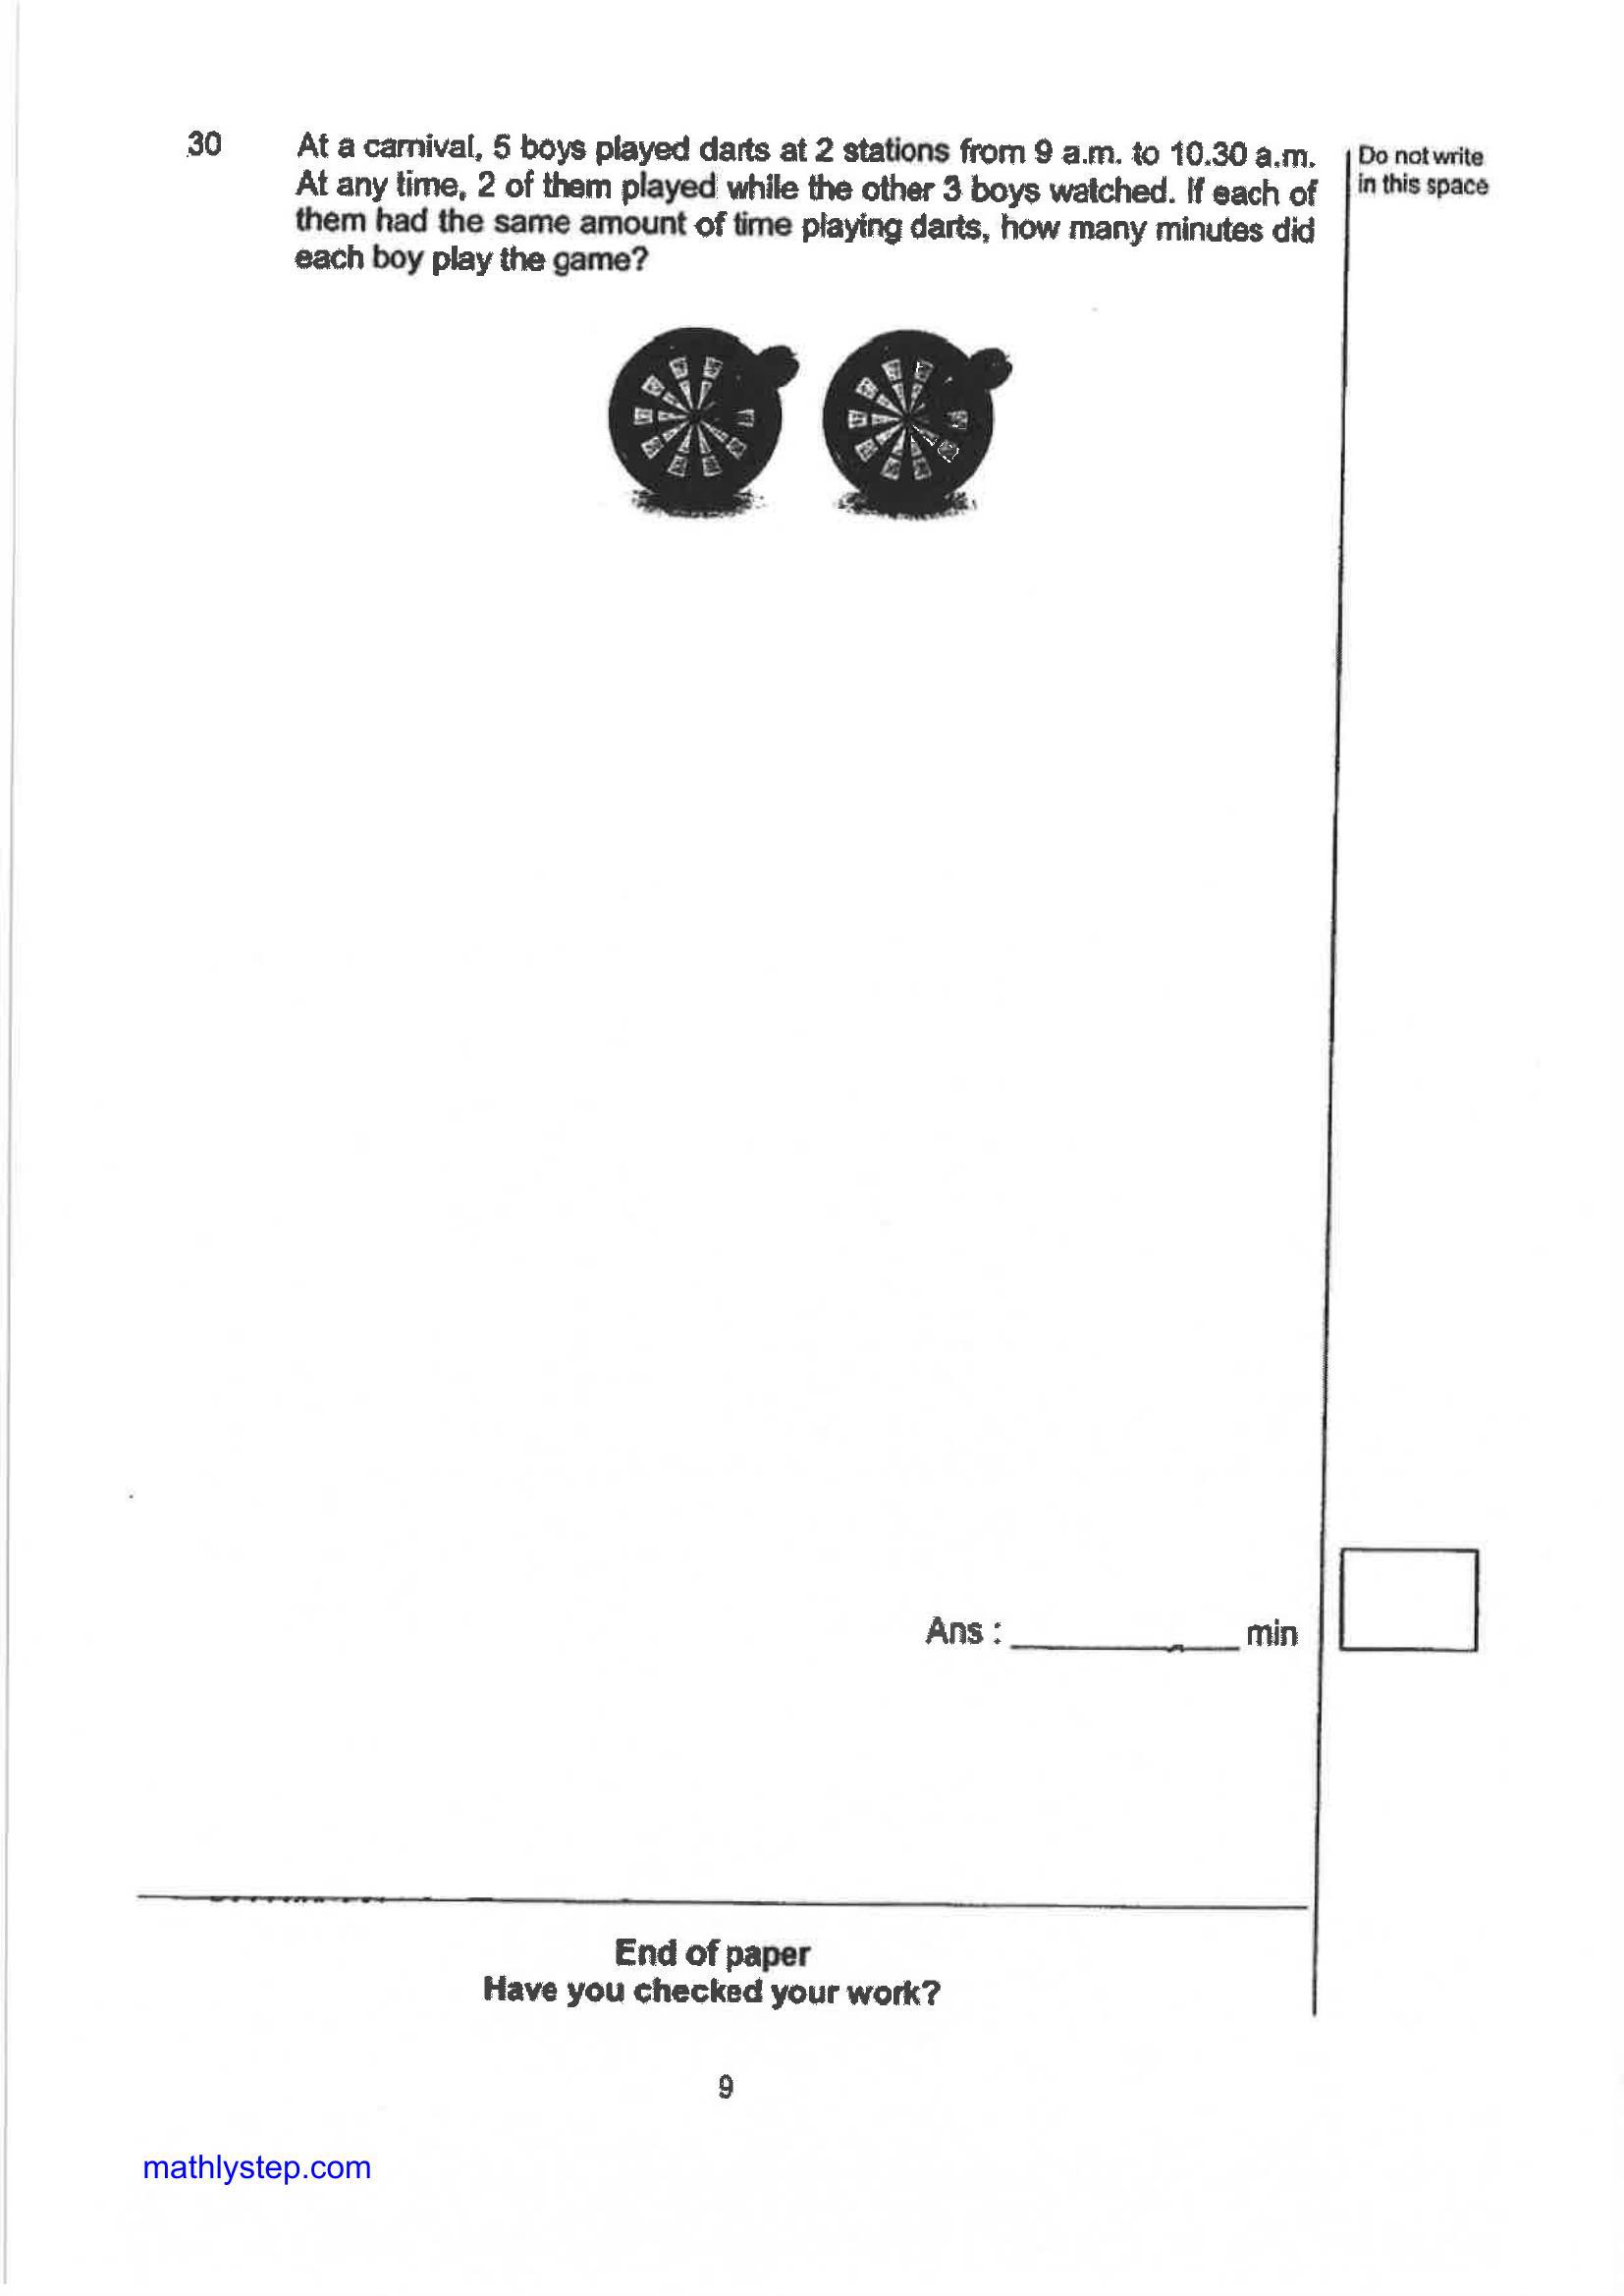 30 At a carnival, 5 boys played darts at 2 stations from 9 a.m. to 10.30 a.m.
At any time, 2 of them played while the other 3 boys watched. If each of
them had the same amount of time playing darts, how many minutes did
each boy play the game?
Do not write
in this space
Ans : ____________ min
End of paper
Have you checked your work?
9
mathlystep.com